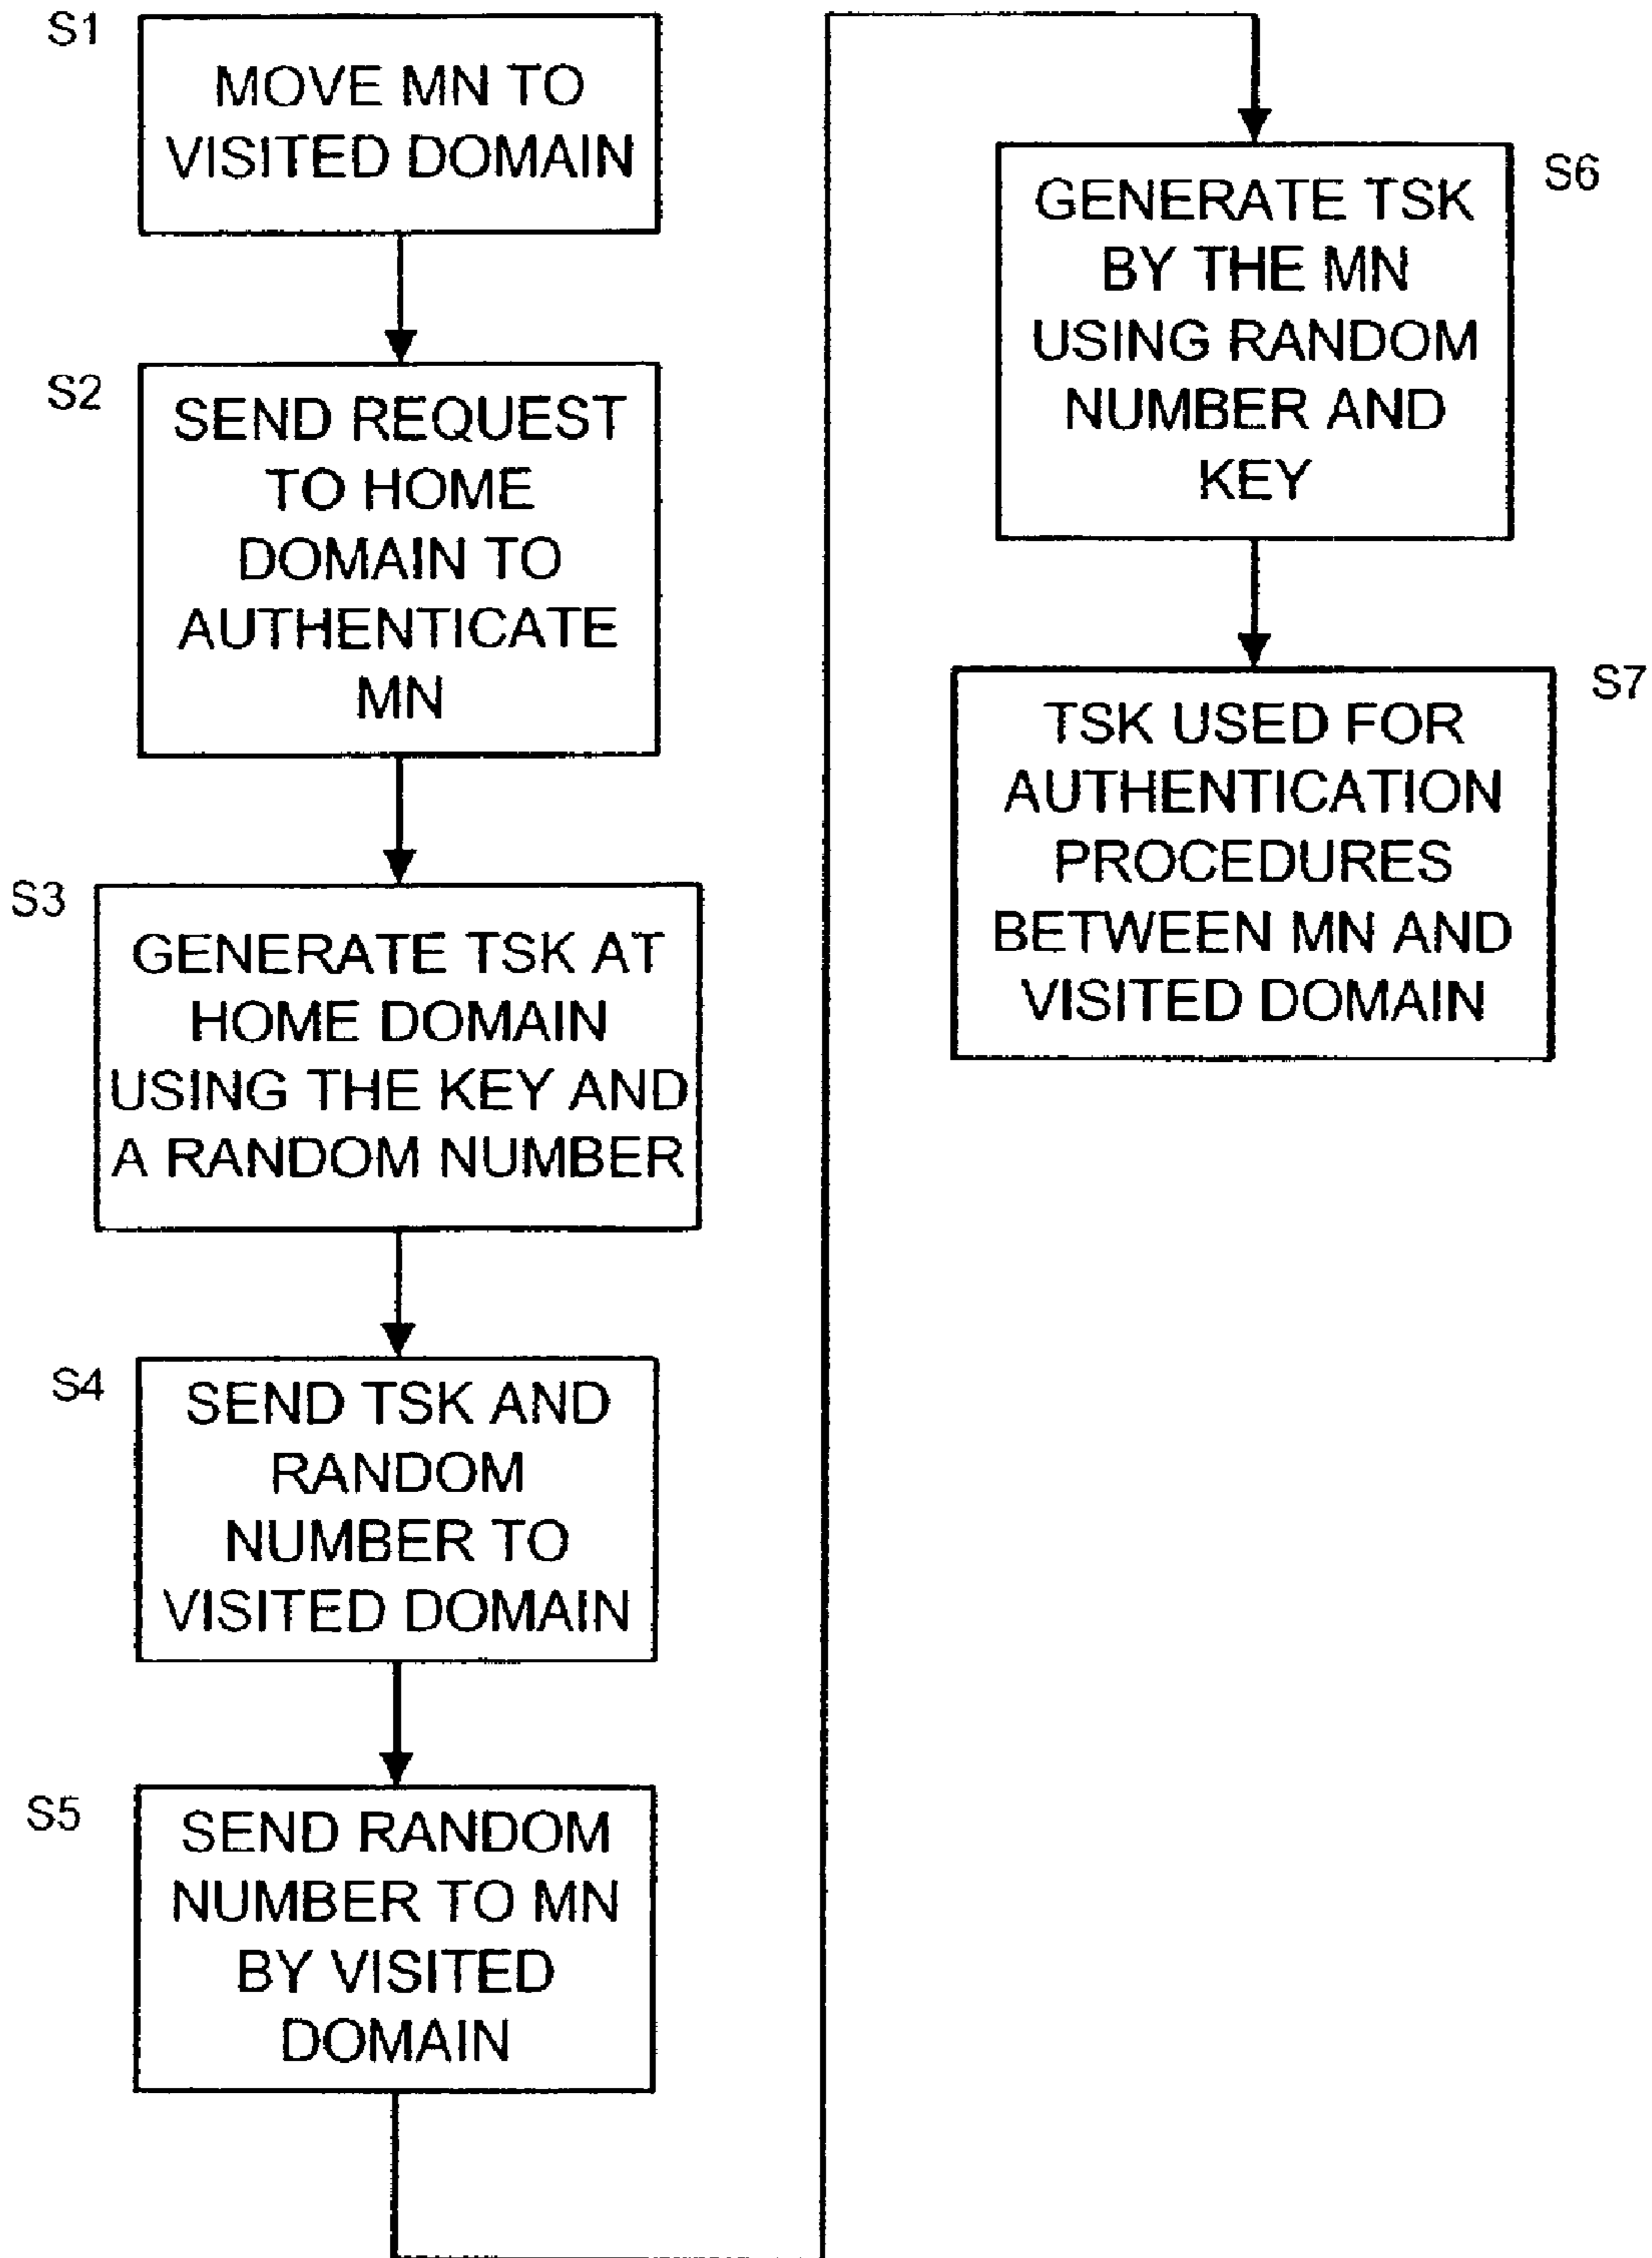 S1
MOVE MN TO
VISITED DOMAIN
S2
SEND REQUEST
TO HOME
DOMAIN TO
AUTHENTICATE
MN
S3
GENERATE TSK AT
HOME DOMAIN
USING THE KEY AND
A RANDOM NUMBER
S4
SEND TSK AND
RANDOM
NUMBER TO
VISITED DOMAIN
S5
SEND RANDOM
NUMBER TO MN
BY VISITED
DOMAIN
S6
GENERATE TSK
BY THE MN
USING RANDOM
NUMBER AND
KEY
S7
TSK USED FOR
AUTHENTICATION
PROCEDURES
BETWEEN MN AND
VISITED DOMAIN